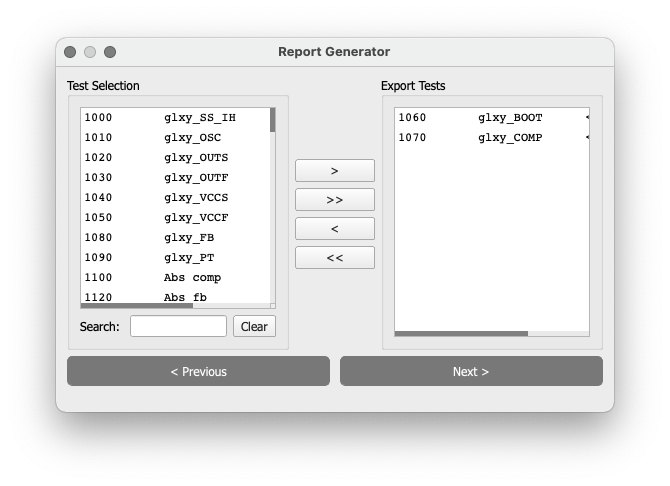 Report Generator
Test Selection
1000 glxy_SS_IH
1010 glxy_OSC
1020 glxy_OUTS
1030 glxy_OUTF
1040 glxy_VCCS
1050 glxy_VCCF
1080 glxy_FB
1090 glxy_PT
1100 Abs comp
1120 Abs fb
Search:
Clear
>
>>
<
<<
Export Tests
1060 glxy_BOOT <
1070 glxy_COMP <
< Previous
Next >